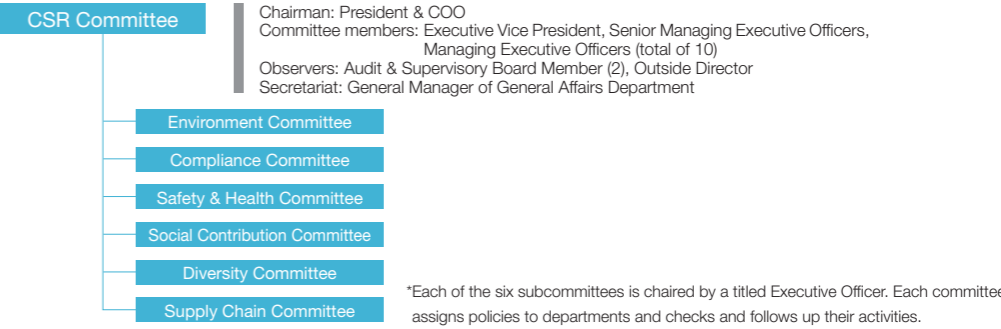 CSR Committee
Chairman: President & COO
Committee members: Executive Vice President, Senior Managing Executive Officers,
Managing Executive Officers (total of 10)
Observers: Audit & Supervisory Board Member (2), Outside Director
Secretariat: General Manager of General Affairs Department
Environment Committee
Compliance Committee
Safety & Health Committee
Social Contribution Committee
Diversity Committee
Supply Chain Committee
*Each of the six subcommittees is chaired by a titled Executive Officer. Each committee
assigns policies to departments and checks and follows up their activities.